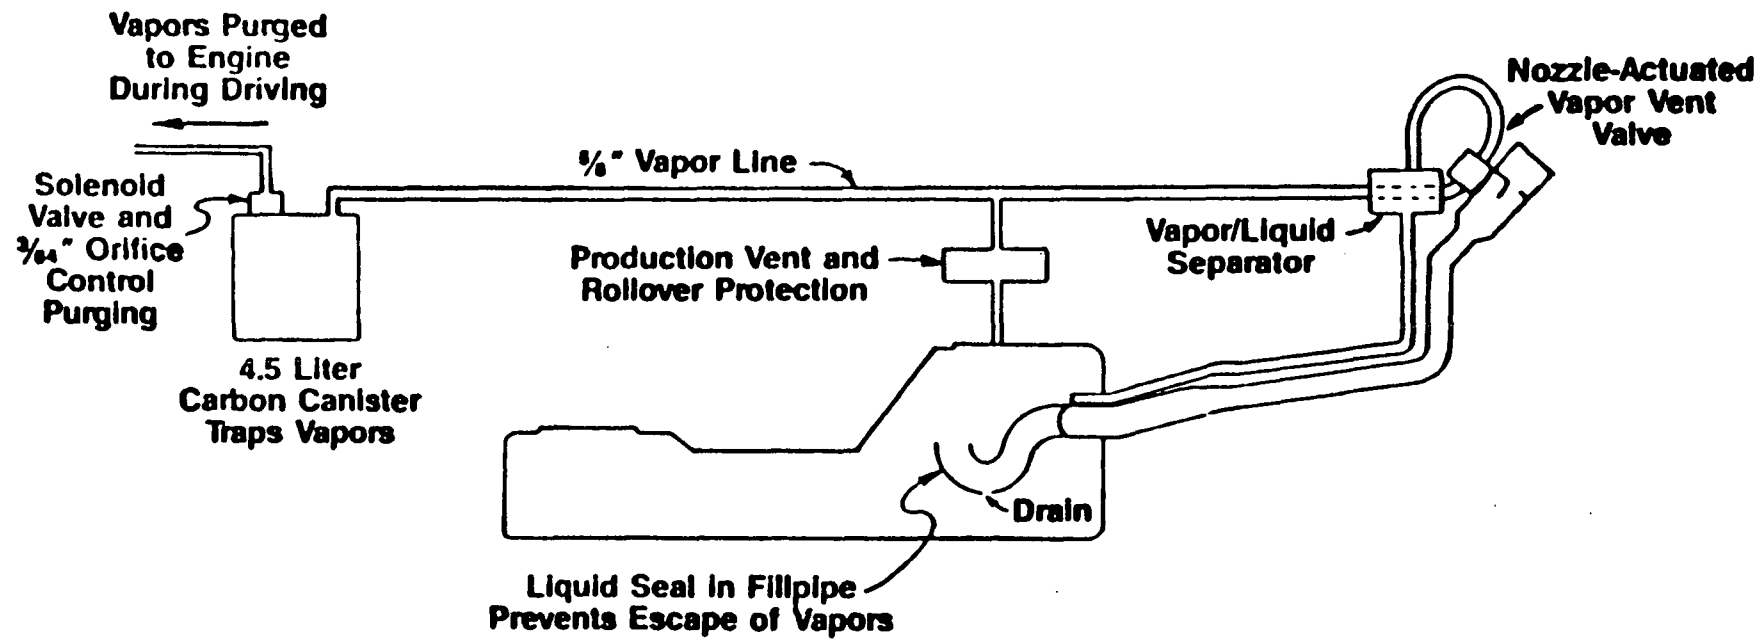 Vapors Purged
to Engine
During Driving
Nozzle-Actuated
Vapor Vent
Valve
⅝" Vapor Line
Solenoid
Valve and
3/64" Orifice
Control
Purging
Vapor/Liquid
Separator
Production Vent and
Rollover Protection
4.5 Liter
Carbon Canister
Traps Vapors
Drain
Liquid Seal in Fillpipe
Prevents Escape of Vapors